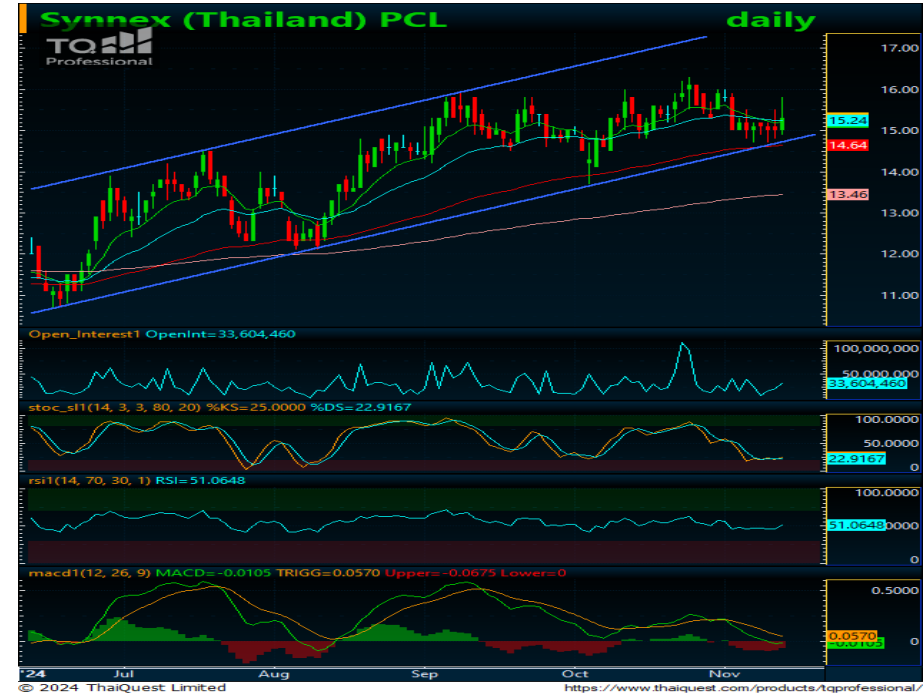 Synnex (Thailand) PCL daily
TQ
Professional
17.00
16.00
15.24
15.00
14.64
14.00
13.46
13.00
12.00
11.00
Open_Interest1 OpenInt=33,604,460
100,000,000
50,000,000
33,604,460
stoc_sl1(14, 3, 3, 80, 20) %KS=25.0000 %DS=22.9167
100.0000
50.0000
22.9167
0
rsi1(14, 70, 30, 1) RSI=51.0648
100.0000
51.0648
0
macd1(12, 26, 9) MACD=-0.0105 TRIGG=0.0570 Upper=-0.0675 Lower=0
0.5000
0.0570
-0.0105
0
'24 Jul Aug Sep Oct Nov
© 2024 ThaiQuest Limited https://www.thaiquest.com/products/tqprofessional/